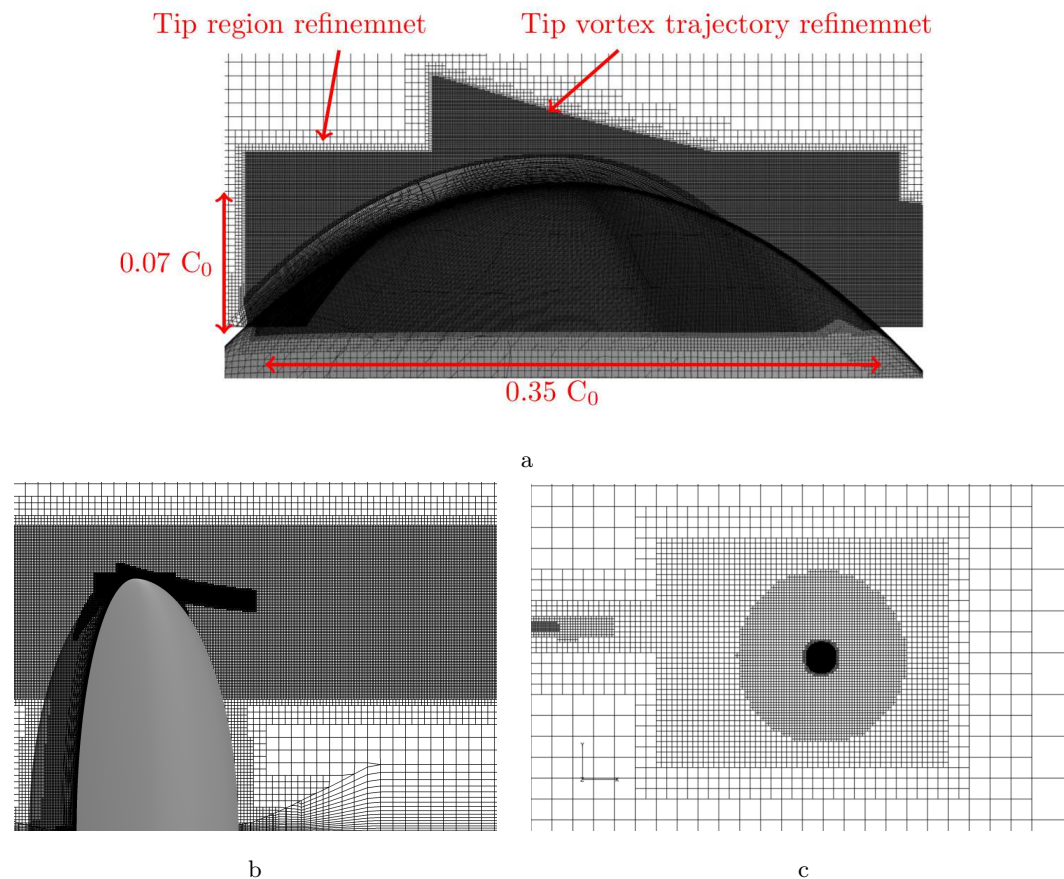 Tip region refinemnet
Tip vortex trajectory refinemnet
0.07 C₀
0.35 C₀
a
b
Y
Z
X
c